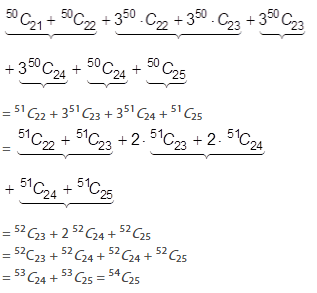 ⁵⁰C₂₁ + ⁵⁰C₂₂ + 3⁵⁰·C₂₂ + 3⁵⁰·C₂₃ + 3⁵⁰C₂₃
+ 3⁵⁰C₂₄ + ⁵⁰C₂₄ + ⁵⁰C₂₅
= ⁵¹C₂₂ + 3⁵¹C₂₃ + 3⁵¹C₂₄ + ⁵¹C₂₅
= ⁵¹C₂₂ + ⁵¹C₂₃ + 2·⁵¹C₂₃ + 2·⁵¹C₂₄
+ ⁵¹C₂₄ + ⁵¹C₂₅
= ⁵²C₂₃ + 2 ⁵²C₂₄ + ⁵²C₂₅
= ⁵²C₂₃ + ⁵²C₂₄ + ⁵²C₂₄ + ⁵²C₂₅
= ⁵³C₂₄ + ⁵³C₂₅ = ⁵⁴C₂₅